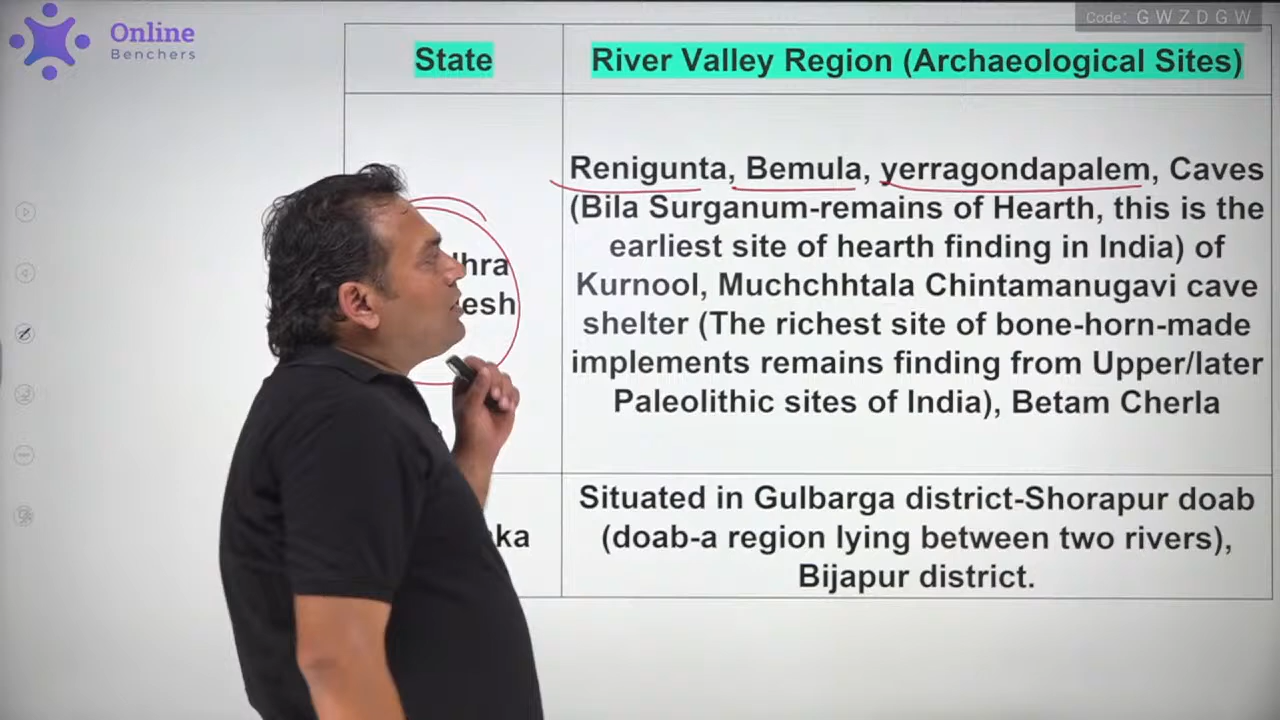 Online
Benchers
Code: G W Z D G W
State
River Valley Region (Archaeological Sites)
Renigunta, Bemula, yerragondapalem, Caves
(Bila Surganum-remains of Hearth, this is the
earliest site of hearth finding in India) of
Kurnool, Muchchhtala Chintamanugavi cave
shelter (The richest site of bone-horn-made
implements remains finding from Upper/later
Paleolithic sites of India), Betam Cherla
Situated in Gulbarga district-Shorapur doab
(doab-a region lying between two rivers),
Bijapur district.